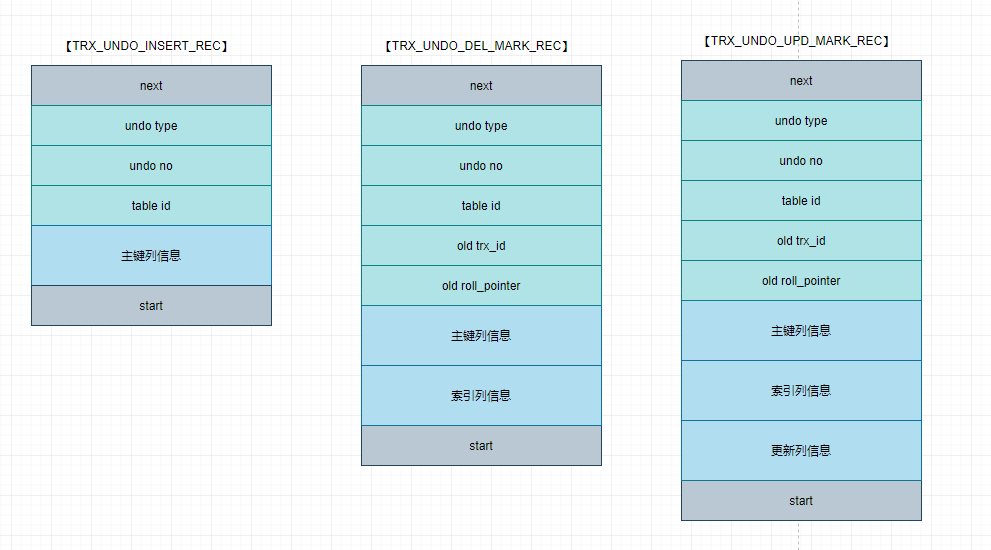 【TRX_UNDO_INSERT_REC】
next
undo type
undo no
table id
主键列信息
start
【TRX_UNDO_DEL_MARK_REC】
next
undo type
undo no
table id
old trx_id
old roll_pointer
主键列信息
索引列信息
start
【TRX_UNDO_UPD_MARK_REC】
next
undo type
undo no
table id
old trx_id
old roll_pointer
主键列信息
索引列信息
更新列信息
start